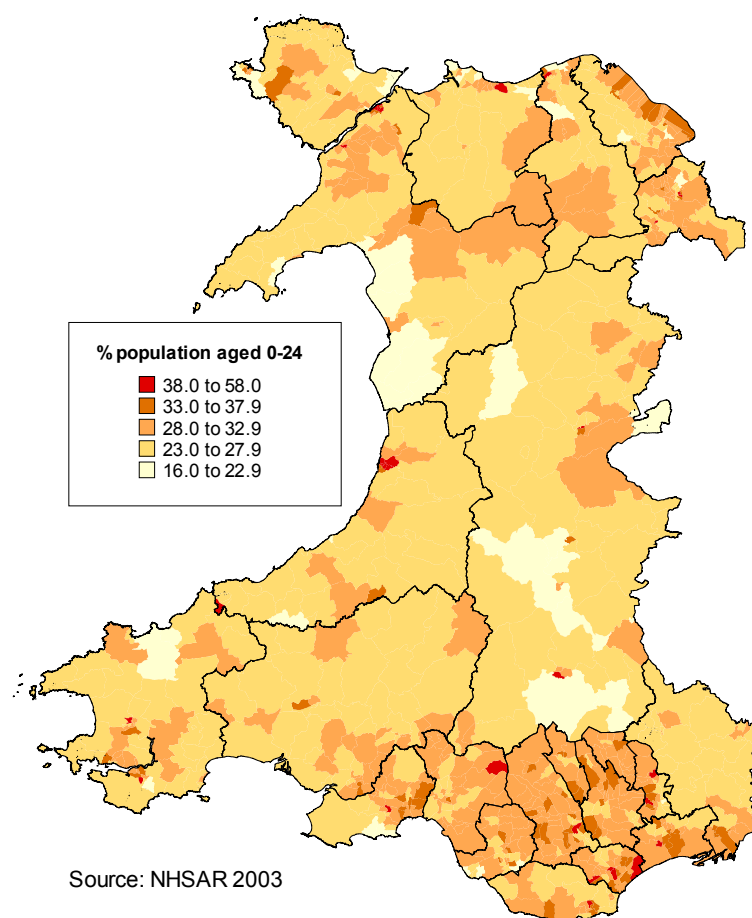 % population aged 0-24
38.0 to 58.0
33.0 to 37.9
28.0 to 32.9
23.0 to 27.9
16.0 to 22.9
Source: NHSAR 2003